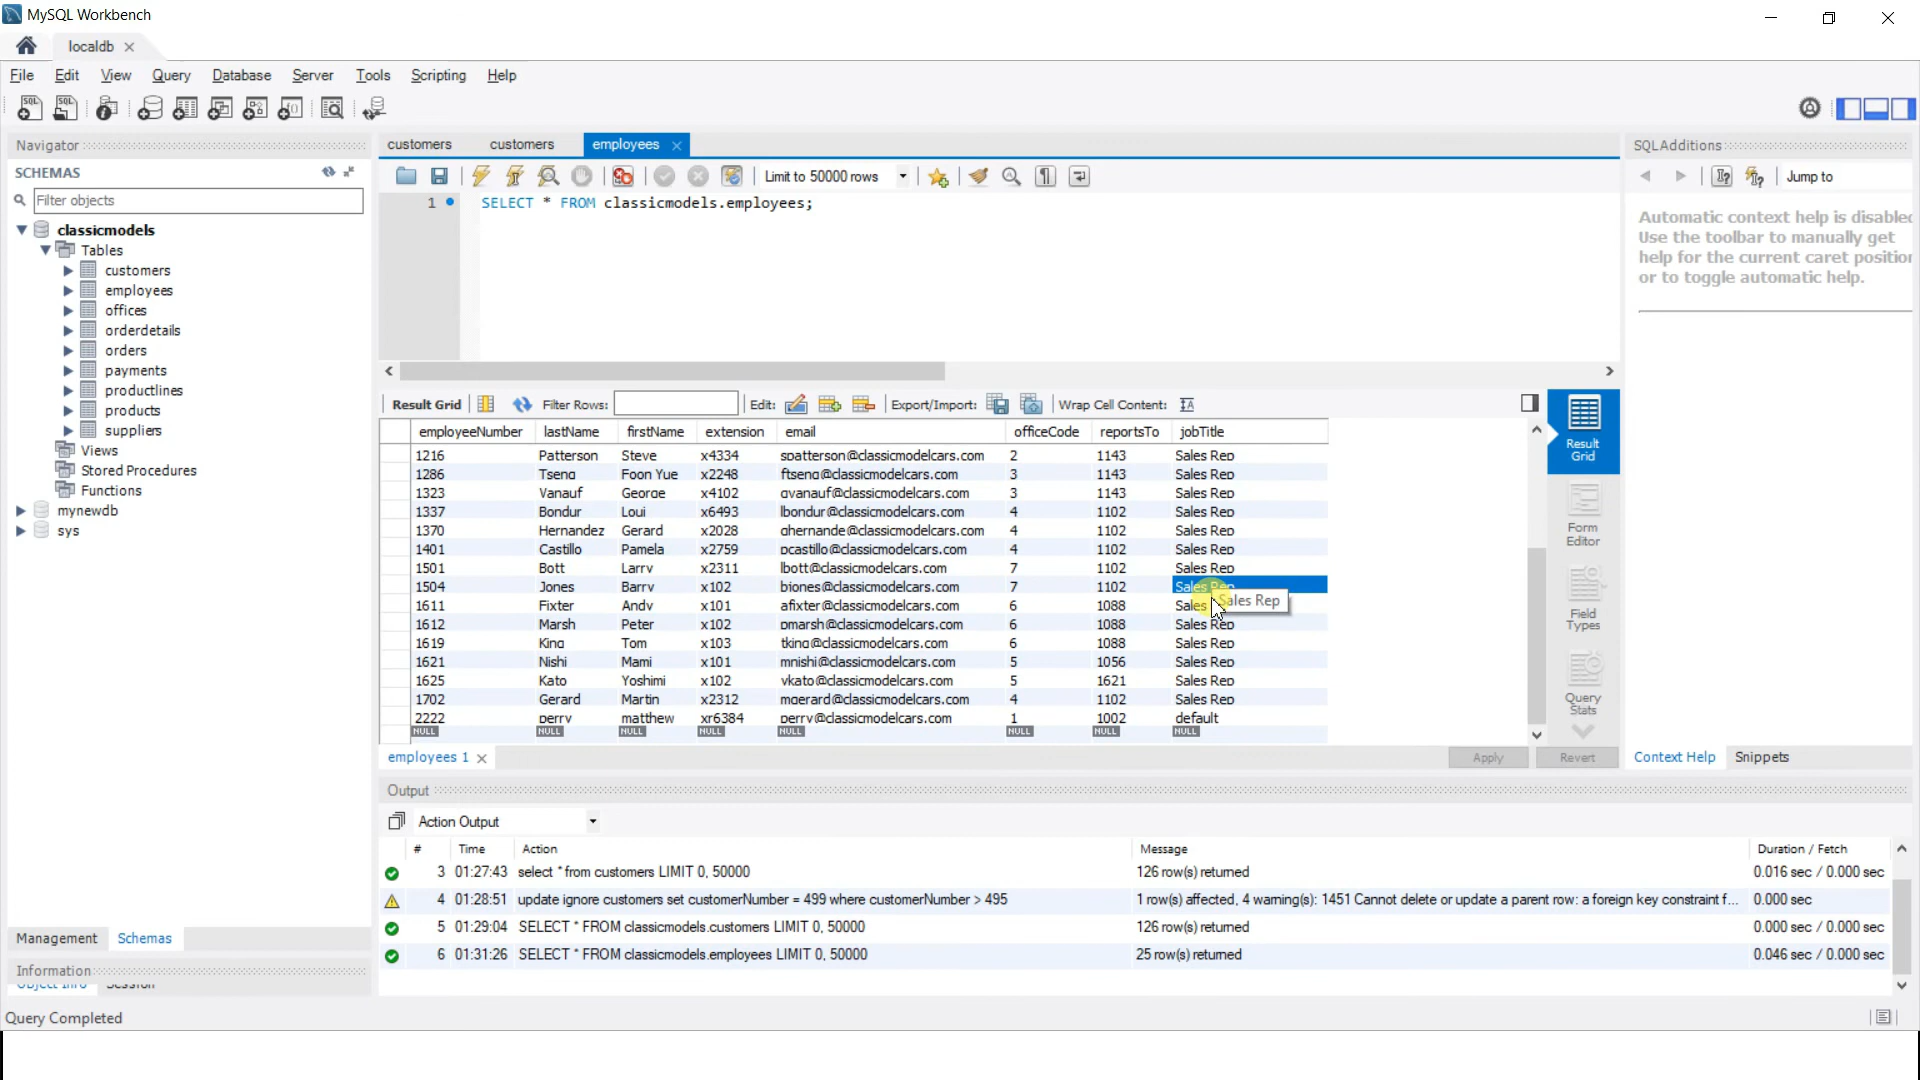 MySQL Workbench
localdb
File Edit View Query Database Server Tools Scripting Help
Navigator
SCHEMAS
Filter objects
classicmodels
Tables
customers
employees
offices
orderdetails
orders
payments
productlines
products
suppliers
Views
Stored Procedures
Functions
mynewdb
sys
Management Schemas
Information
Object Info Session
Query Completed
customers customers employees
Limit to 50000 rows
1 SELECT * FROM classicmodels.employees;
Result Grid Filter Rows: Edit: Export/Import: Wrap Cell Content:
employeeNumber lastName firstName extension email officeCode reportsTo jobTitle
1216 Patterson Steve x4334 spatterson@classicmodelcars.com 2 1143 Sales Rep
1286 Tseng Foon Yue x2248 ftseng@classicmodelcars.com 3 1143 Sales Rep
1323 Vanauf George x4102 gvanauf@classicmodelcars.com 3 1143 Sales Rep
1337 Bondur Loui x6493 lbondur@classicmodelcars.com 4 1102 Sales Rep
1370 Hernandez Gerard x2028 ghernande@classicmodelcars.com 4 1102 Sales Rep
1401 Castillo Pamela x2759 pcastillo@classicmodelcars.com 4 1102 Sales Rep
1501 Bott Larry x2311 lbott@classicmodelcars.com 7 1102 Sales Rep
1504 Jones Barry x102 bjones@classicmodelcars.com 7 1102 Sales Rep
1611 Fixter Andy x101 afixter@classicmodelcars.com 6 1088 Sales
Sales Rep
1612 Marsh Peter x102 pmarsh@classicmodelcars.com 6 1088 Sales Rep
1619 King Tom x103 tking@classicmodelcars.com 6 1088 Sales Rep
1621 Nishi Mami x101 mnishi@classicmodelcars.com 5 1056 Sales Rep
1625 Kato Yoshimi x102 ykato@classicmodelcars.com 5 1621 Sales Rep
1702 Gerard Martin x2312 mgerard@classicmodelcars.com 4 1102 Sales Rep
2222 perry matthew xr6384 perry@classicmodelcars.com 1 1002 default
NULL NULL NULL NULL NULL NULL NULL NULL
Result Grid
Form Editor
Field Types
Query Stats
employees 1 Apply Revert
Output
Action Output
# Time Action Message Duration / Fetch
3 01:27:43 select * from customers LIMIT 0, 50000 126 row(s) returned 0.016 sec / 0.000 sec
4 01:28:51 update ignore customers set customerNumber = 499 where customerNumber > 495 1 row(s) affected, 4 warning(s): 1451 Cannot delete or update a parent row: a foreign key constraint f... 0.000 sec
5 01:29:04 SELECT * FROM classicmodels.customers LIMIT 0, 50000 126 row(s) returned 0.000 sec / 0.000 sec
6 01:31:26 SELECT * FROM classicmodels.employees LIMIT 0, 50000 25 row(s) returned 0.046 sec / 0.000 sec
SQLAdditions
Jump to
Automatic context help is disabled
Use the toolbar to manually get
help for the current caret position
or to toggle automatic help.
Context Help Snippets